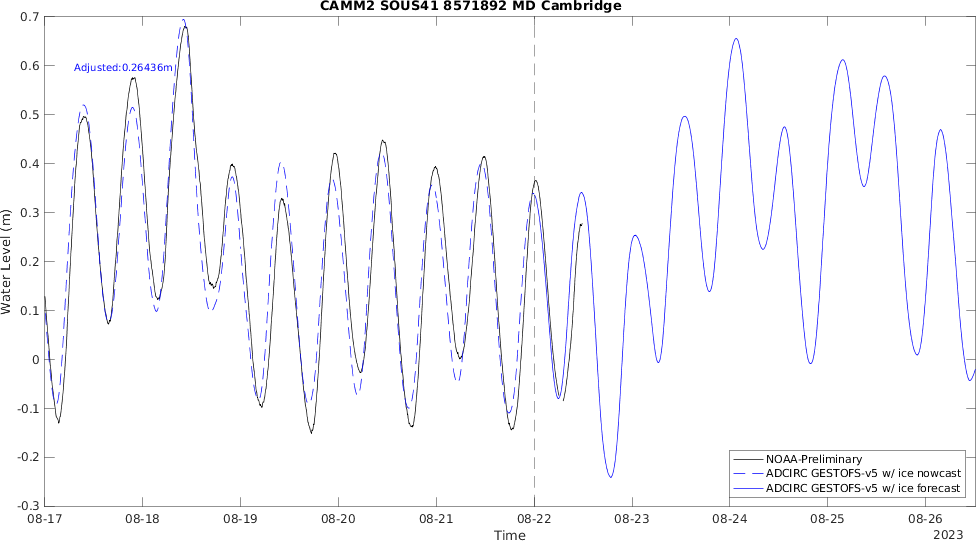 CAMM2 SOUS41 8571892 MD Cambridge
0.7
0.6
0.5
0.4
0.3
0.2
0.1
0
-0.1
-0.2
-0.3
Water Level (m)
Adjusted:0.26436m
NOAA-Preliminary
ADCIRC GESTOFS-v5 w/ ice nowcast
ADCIRC GESTOFS-v5 w/ ice forecast
08-17 08-18 08-19 08-20 08-21 08-22 08-23 08-24 08-25 08-26
Time
2023